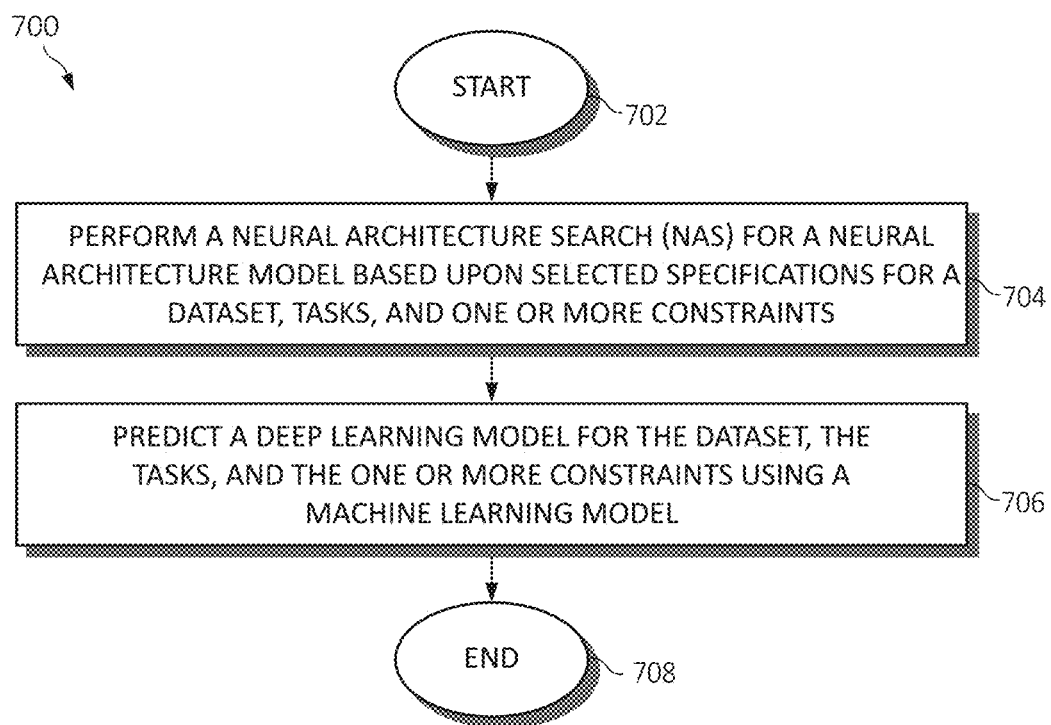 700
START
702
PERFORM A NEURAL ARCHITECTURE SEARCH (NAS) FOR A NEURAL
ARCHITECTURE MODEL BASED UPON SELECTED SPECIFICATIONS FOR A
DATASET, TASKS, AND ONE OR MORE CONSTRAINTS
704
PREDICT A DEEP LEARNING MODEL FOR THE DATASET, THE
TASKS, AND THE ONE OR MORE CONSTRAINTS USING A
MACHINE LEARNING MODEL
706
END
708